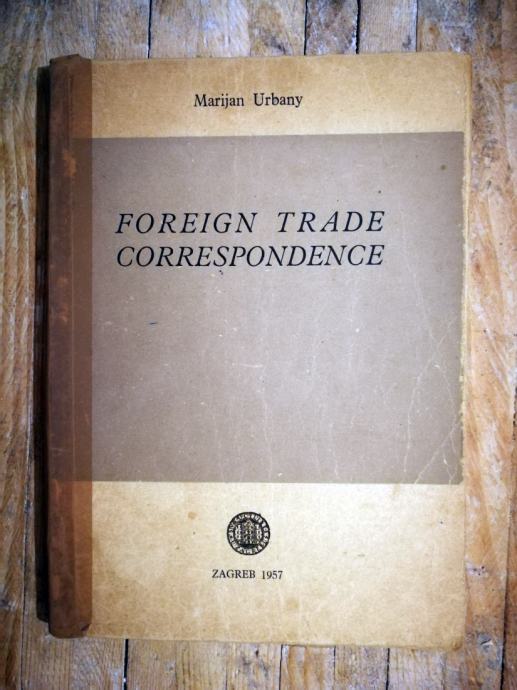 Marijan Urbany
FOREIGN TRADE
CORRESPONDENCE
ZAGREB 1957